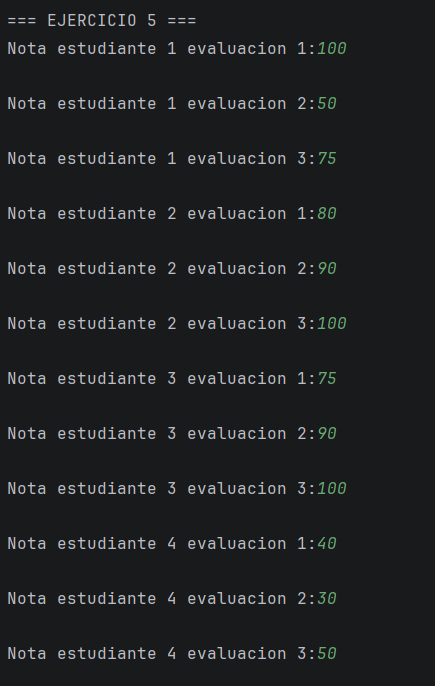 === EJERCICIO 5 ===
Nota estudiante 1 evaluacion 1:100
Nota estudiante 1 evaluacion 2:50
Nota estudiante 1 evaluacion 3:75
Nota estudiante 2 evaluacion 1:80
Nota estudiante 2 evaluacion 2:90
Nota estudiante 2 evaluacion 3:100
Nota estudiante 3 evaluacion 1:75
Nota estudiante 3 evaluacion 2:90
Nota estudiante 3 evaluacion 3:100
Nota estudiante 4 evaluacion 1:40
Nota estudiante 4 evaluacion 2:30
Nota estudiante 4 evaluacion 3:50